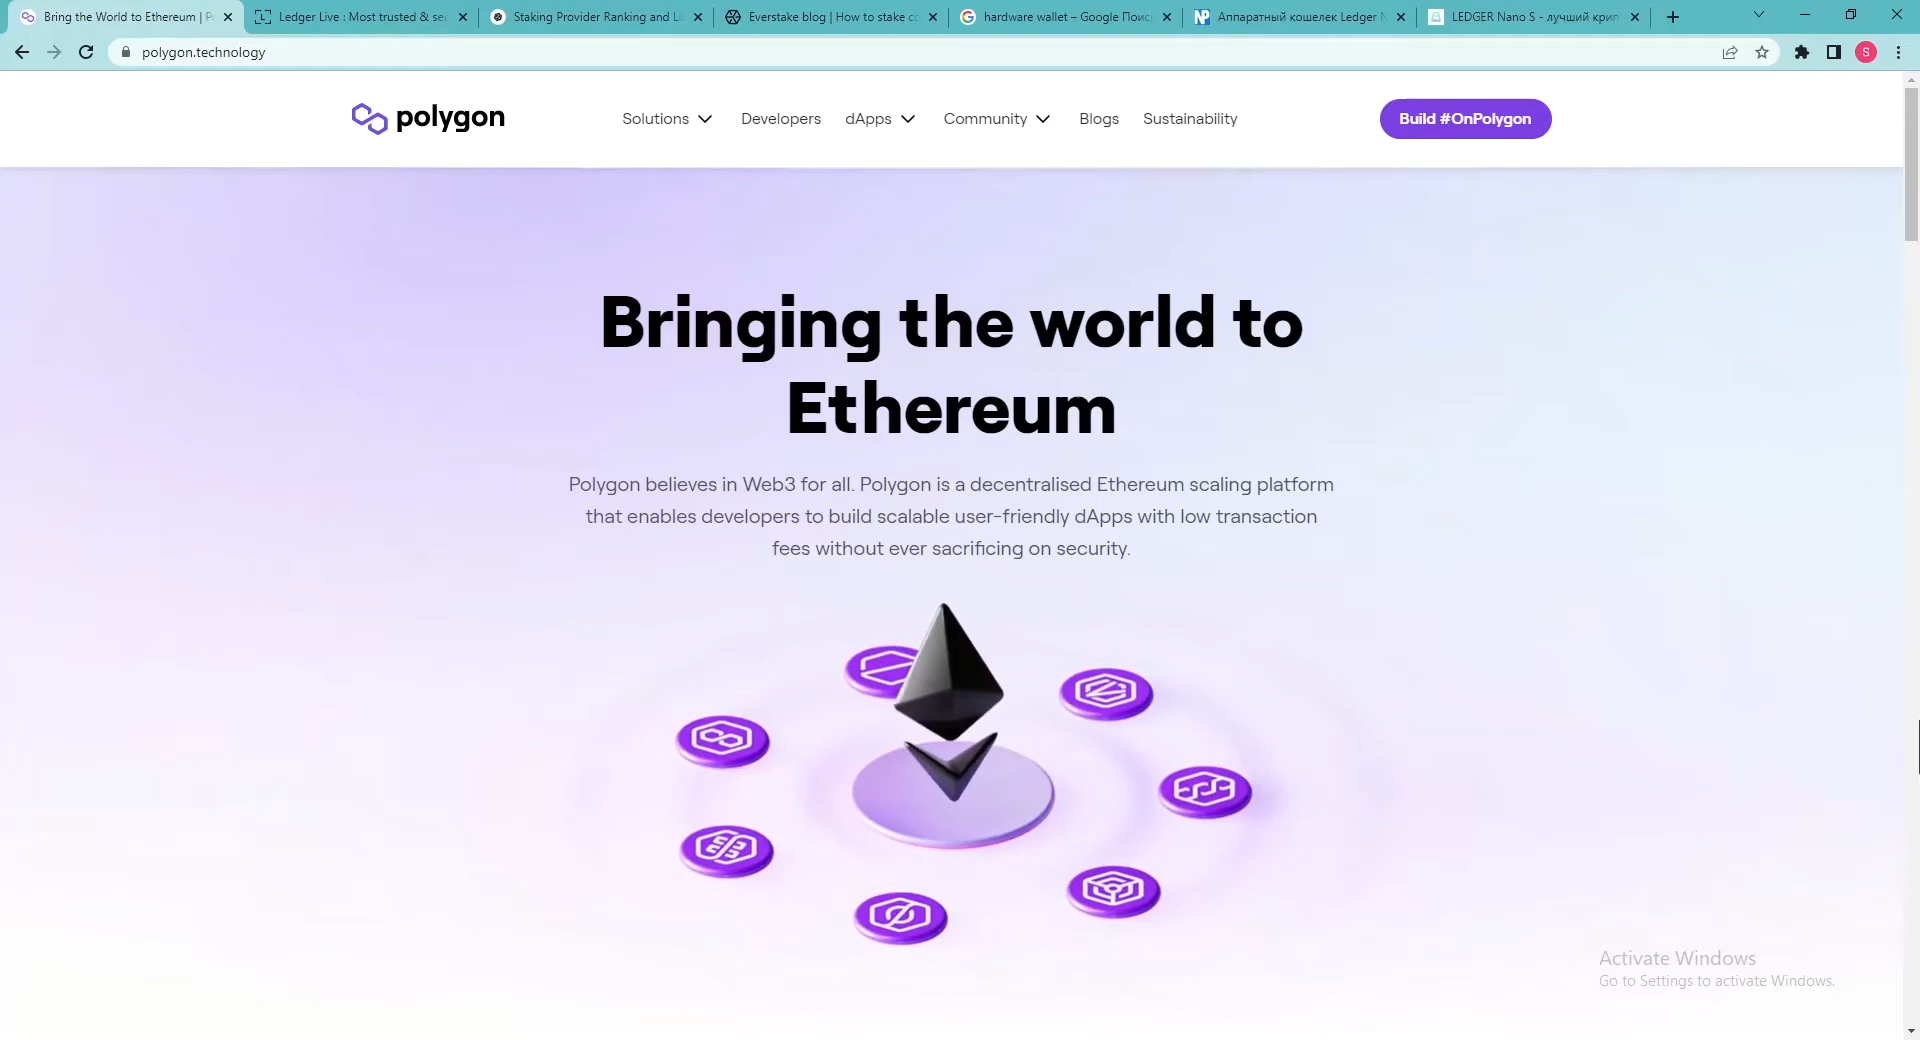 Bring the World to Ethereum | P
Ledger Live : Most trusted & se
Staking Provider Ranking and Li
Everstake blog | How to stake co
hardware wallet – Google Поис
Аппаратный кошелек Ledger N
LEDGER Nano S - лучший крип
polygon.technology
S
polygon
Solutions
Developers
dApps
Community
Blogs
Sustainability
Build #OnPolygon
Bringing the world to
Ethereum
Polygon believes in Web3 for all. Polygon is a decentralised Ethereum scaling platform
that enables developers to build scalable user-friendly dApps with low transaction
fees without ever sacrificing on security.
Activate Windows
Go to Settings to activate Windows.